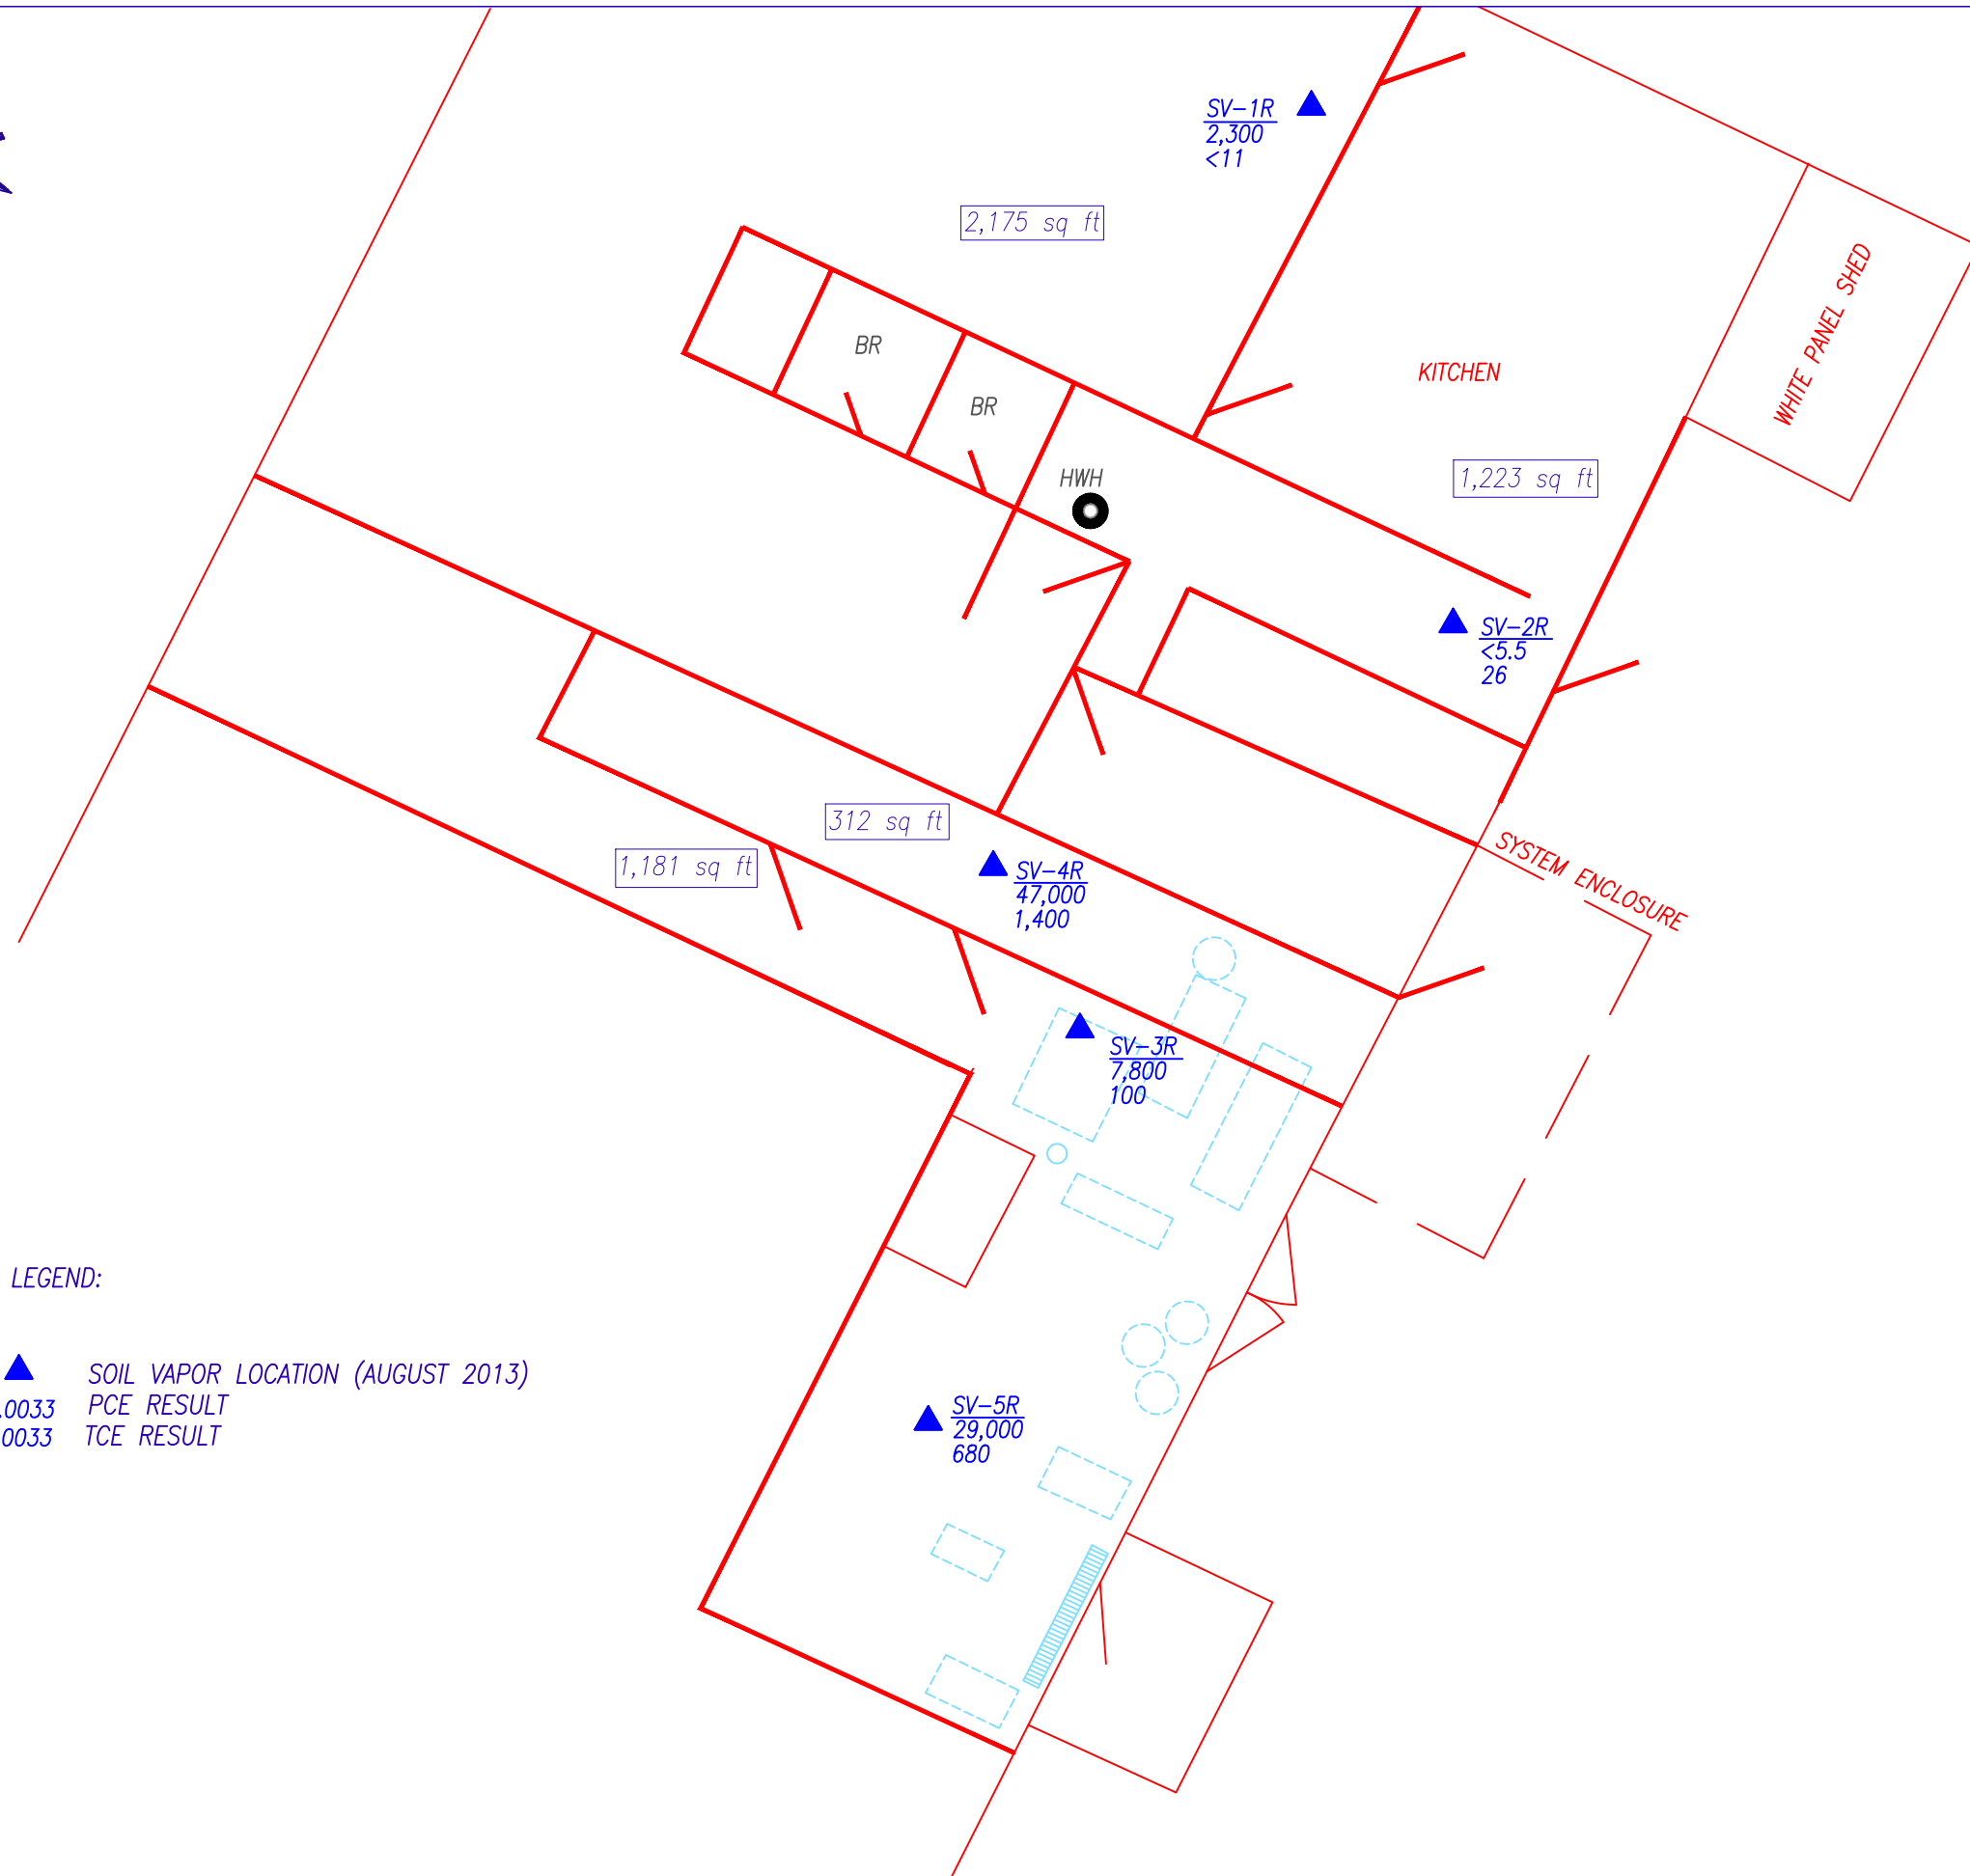 SV-1R
2,300
<11
2,175 sq ft
WHITE PANEL SHED
BR
KITCHEN
BR
HWH
1,223 sq ft
SV-2R
<5.5
26
312 sq ft
1,181 sq ft
SYSTEM ENCLOSURE
SV-4R
47,000
1,400
SV-3R
7,800
100
LEGEND:
SOIL VAPOR LOCATION (AUGUST 2013)
.0033 PCE RESULT
0033 TCE RESULT
SV-5R
29,000
680